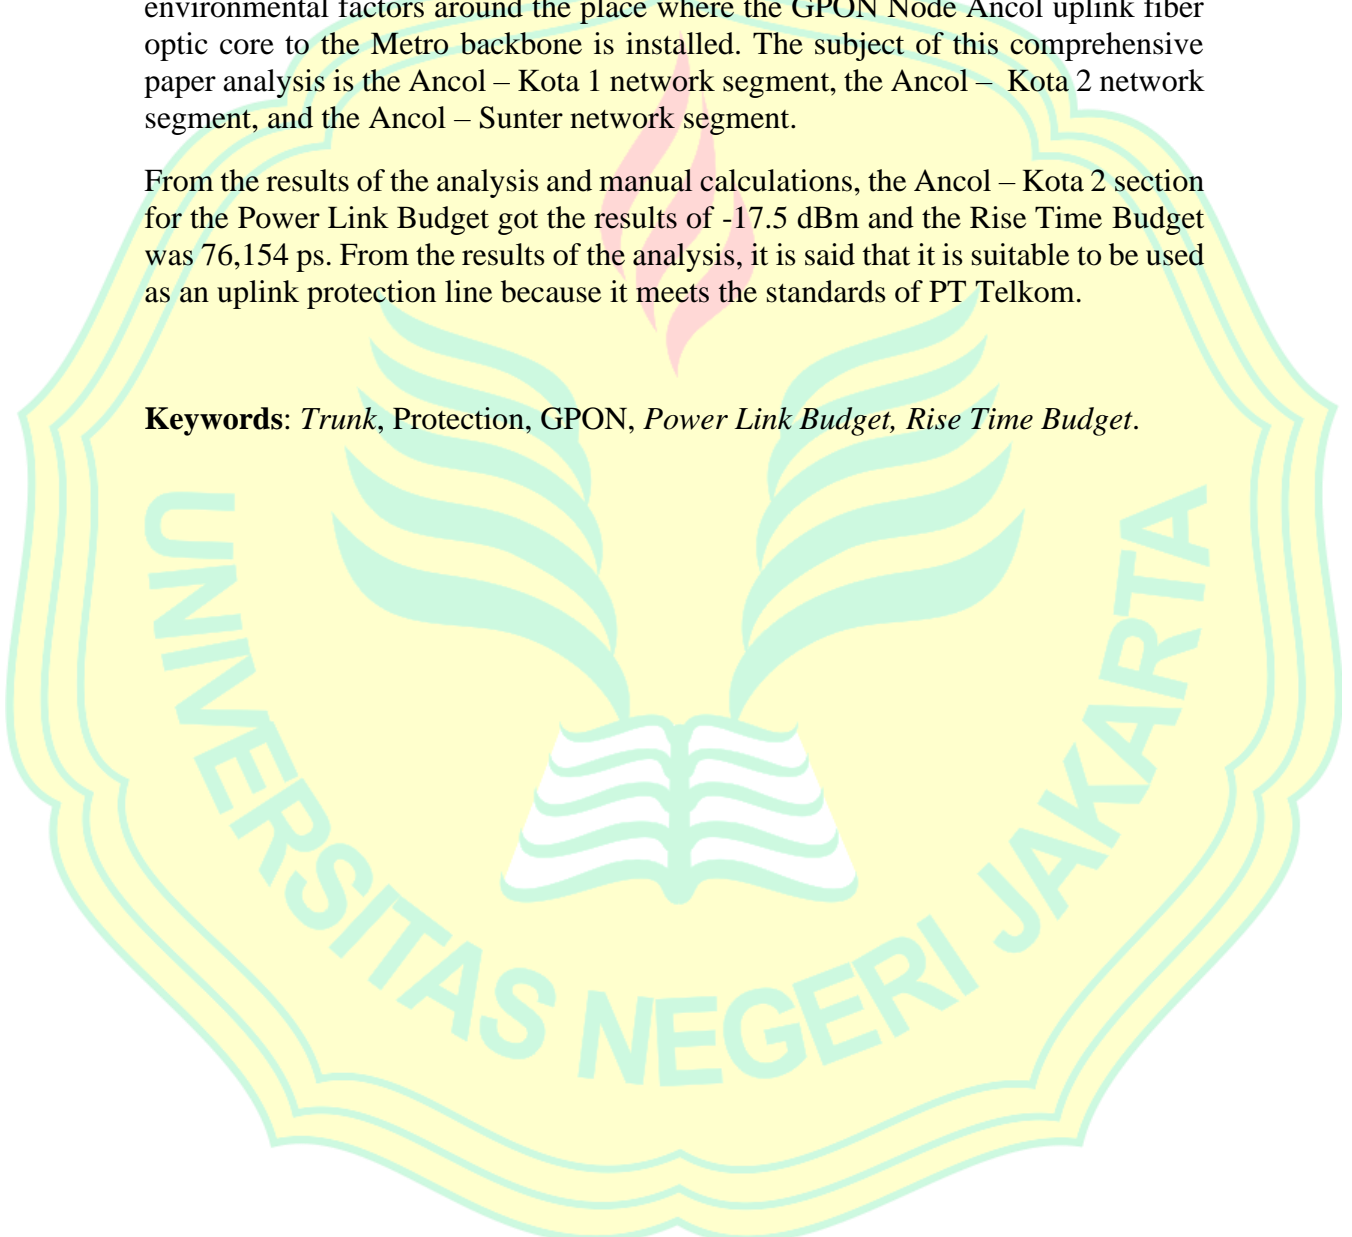 environmental factors around the place where the GPON Node Ancol uplink fiber
optic core to the Metro backbone is installed. The subject of this comprehensive
paper analysis is the Ancol – Kota 1 network segment, the Ancol – Kota 2 network
segment, and the Ancol – Sunter network segment.
From the results of the analysis and manual calculations, the Ancol – Kota 2 section
for the Power Link Budget got the results of -17.5 dBm and the Rise Time Budget
was 76,154 ps. From the results of the analysis, it is said that it is suitable to be used
as an uplink protection line because it meets the standards of PT Telkom.
Keywords: Trunk, Protection, GPON, Power Link Budget, Rise Time Budget.
UNIVERSITAS NEGERI JAKARTA